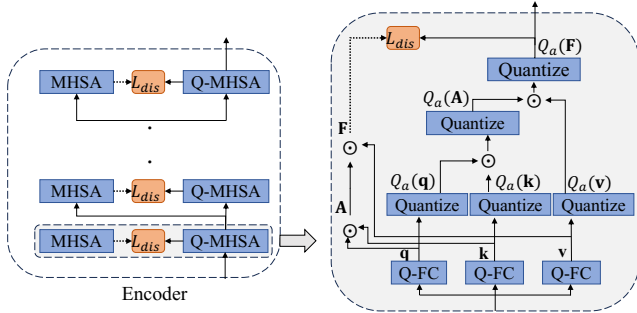 MHSA L_dis Q-MHSA
.
.
MHSA L_dis Q-MHSA
MHSA L_dis Q-MHSA
Encoder
L_dis
Q_a(F)
Quantize
Q_a(A)
Quantize
F
Q_a(q) Q_a(k) Q_a(v)
Quantize Quantize Quantize
A
q k v
Q-FC Q-FC Q-FC